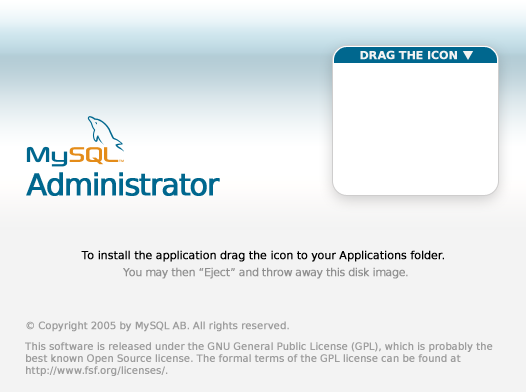 DRAG THE ICON ▼
MySQL™
Administrator
To install the application drag the icon to your Applications folder.
You may then “Eject” and throw away this disk image.
© Copyright 2005 by MySQL AB. All rights reserved.
This software is released under the GNU General Public License (GPL), which is probably the
best known Open Source license. The formal terms of the GPL license can be found at
http://www.fsf.org/licenses/.